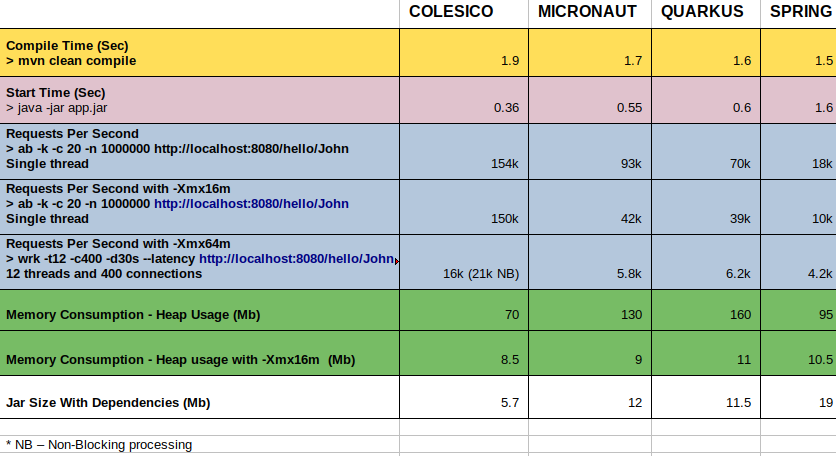 COLESICO MICRONAUT QUARKUS SPRING
Compile Time (Sec)
> mvn clean compile 1.9 1.7 1.6 1.5
Start Time (Sec)
> java -jar app.jar 0.36 0.55 0.6 1.6
Requests Per Second
> ab -k -c 20 -n 1000000 http://localhost:8080/hello/John
Single thread 154k 93k 70k 18k
Requests Per Second with -Xmx16m
> ab -k -c 20 -n 1000000 http://localhost:8080/hello/John
Single thread 150k 42k 39k 10k
Requests Per Second with -Xmx64m
> wrk -t12 -c400 -d30s --latency http://localhost:8080/hello/John
12 threads and 400 connections 16k (21k NB) 5.8k 6.2k 4.2k
Memory Consumption - Heap Usage (Mb) 70 130 160 95
Memory Consumption - Heap usage with -Xmx16m (Mb) 8.5 9 11 10.5
Jar Size With Dependencies (Mb) 5.7 12 11.5 19
* NB – Non-Blocking processing